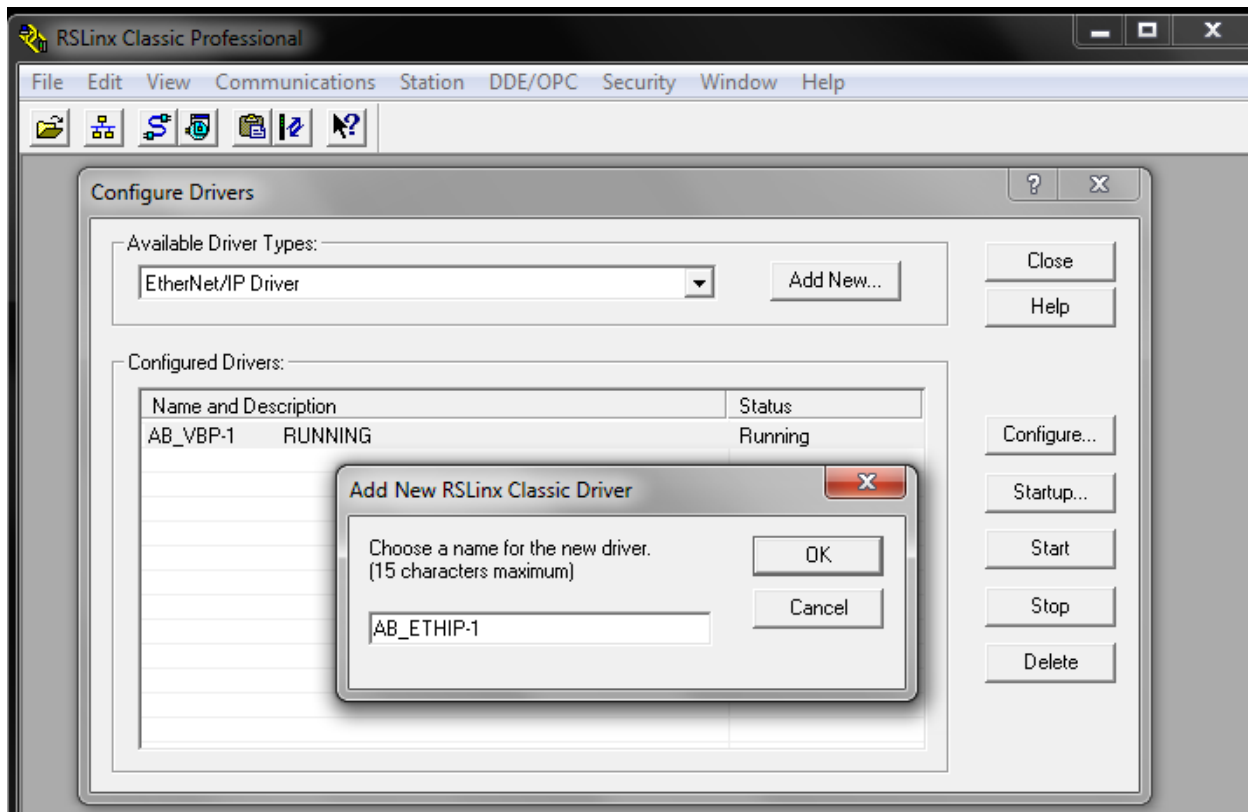 RSLinx Classic Professional
File Edit View Communications Station DDE/OPC Security Window Help
Configure Drivers
Available Driver Types:
EtherNet/IP Driver
Add New...
Close
Help
Configured Drivers:
Name and Description Status
AB_VBP-1 RUNNING Running
Configure...
Startup...
Start
Stop
Delete
Add New RSLinx Classic Driver
Choose a name for the new driver.
(15 characters maximum)
AB_ETHIP-1
OK
Cancel